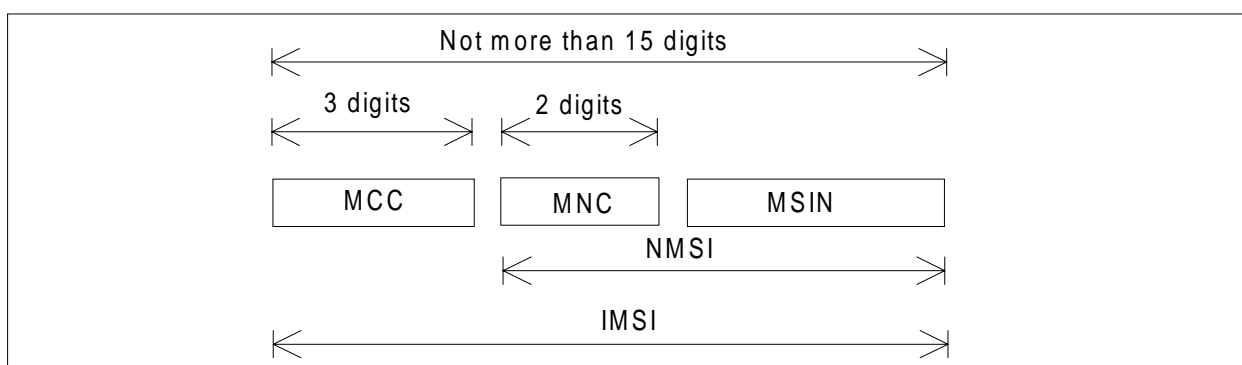 Not more than 15 digits
3 digits
2 digits
MCC
MNC
MSIN
NMSI
IMSI